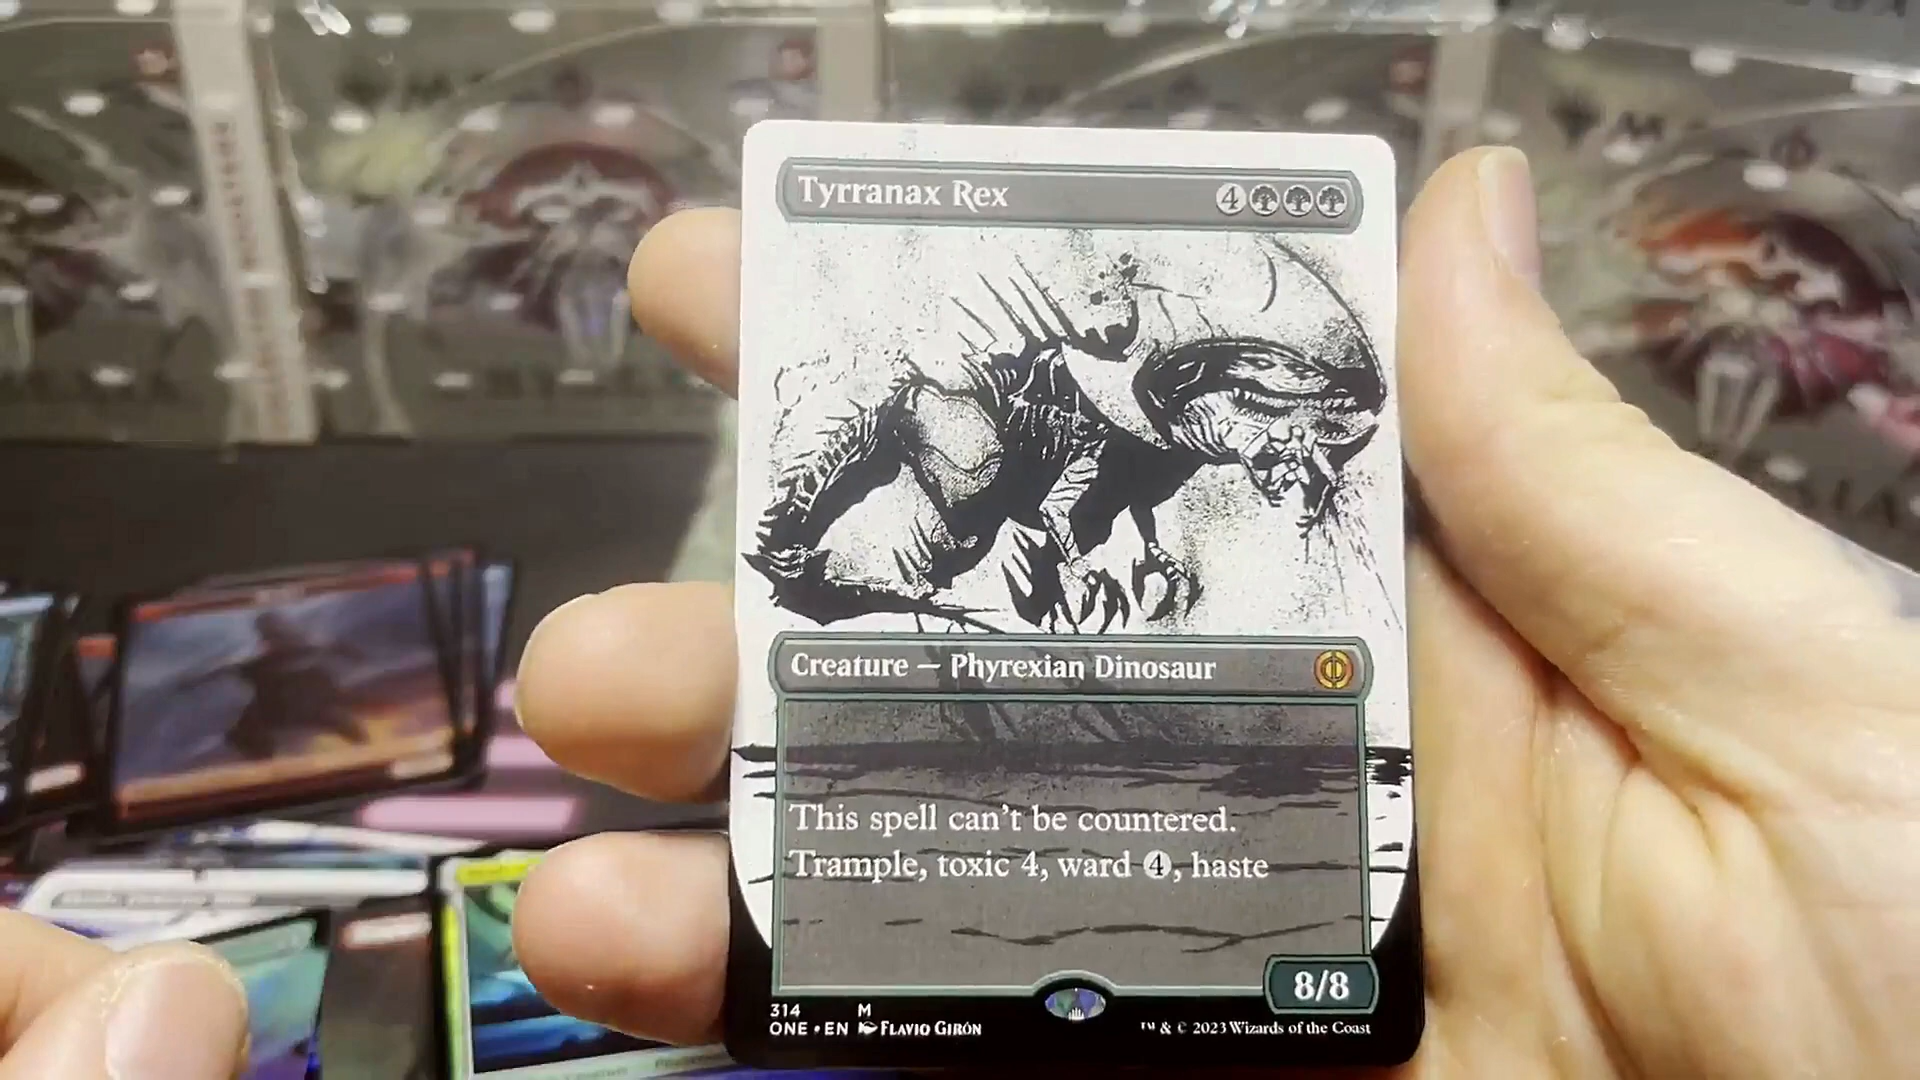 Tyrranax Rex 4
Creature — Phyrexian Dinosaur
This spell can't be countered.
Trample, toxic 4, ward 4, haste
8/8
314 M
ONE • EN FLAVIO GIRÓN
™ & © 2023 Wizards of the Coast